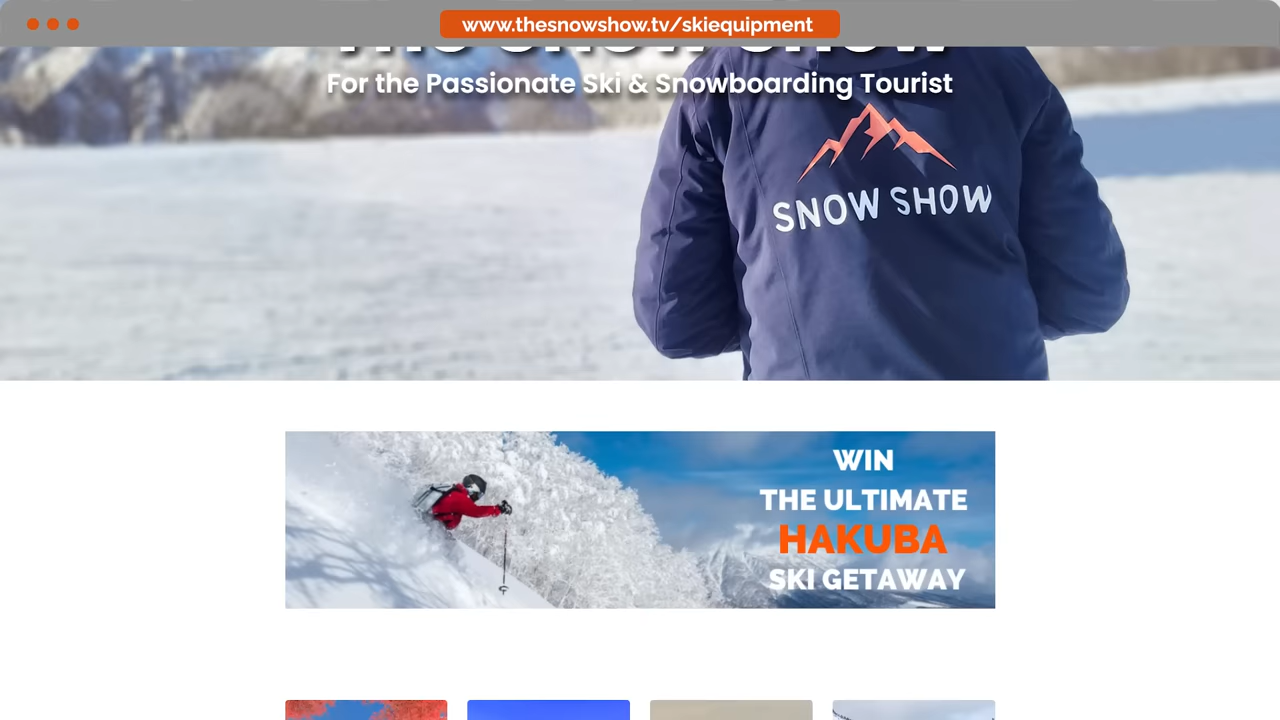 www.thesnowshow.tv/skiequipment
For the Passionate Ski & Snowboarding Tourist
SNOW SHOW
WIN
THE ULTIMATE
HAKUBA
SKI GETAWAY